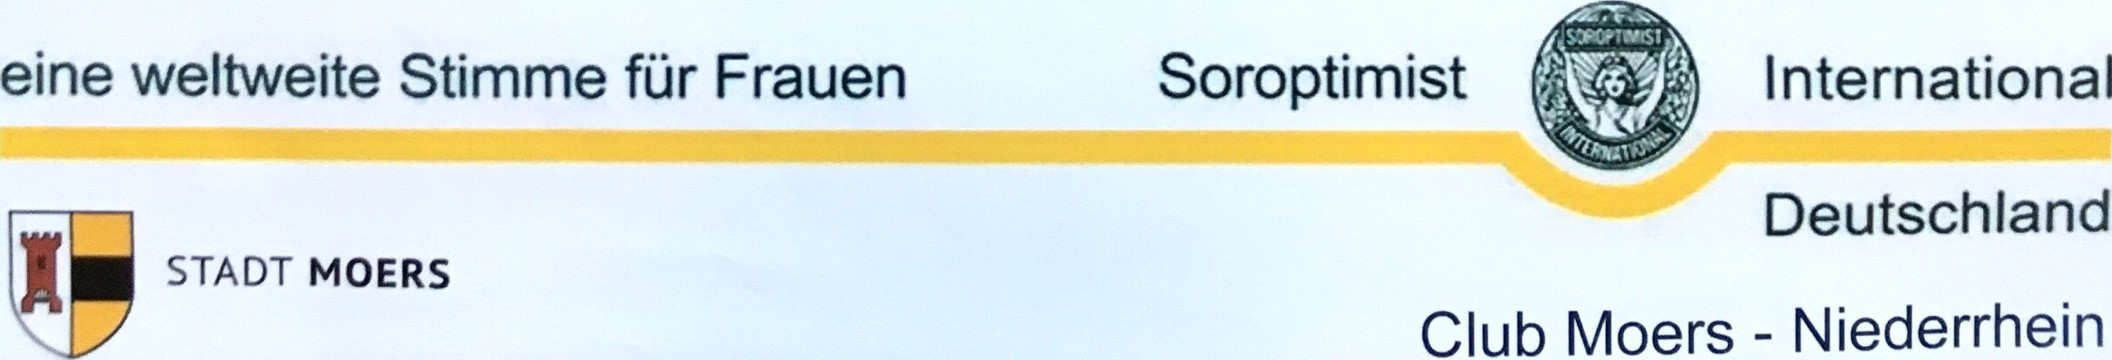 eine weltweite Stimme für Frauen
Soroptimist
SOROPTIMIST
INTERNATIONAL
International
Deutschland
STADT MOERS
Club Moers - Niederrhein